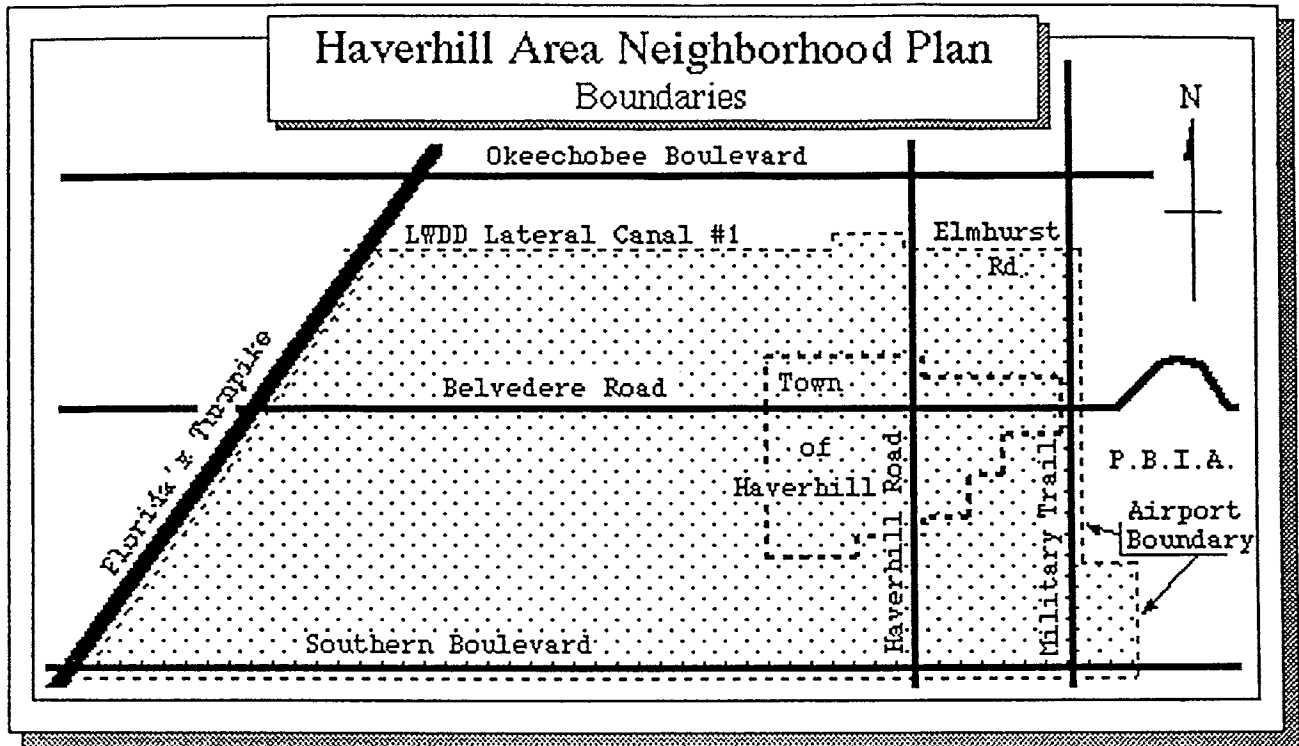 Haverhill Area Neighborhood Plan
Boundaries
N
Okeechobee Boulevard
LWDD Lateral Canal #1
Elmhurst
Rd.
Florida's Turnpike
Belvedere Road
Town
of
Haverhill
Haverhill Road
Military Trail
P.B.I.A.
Airport
Boundary
Southern Boulevard